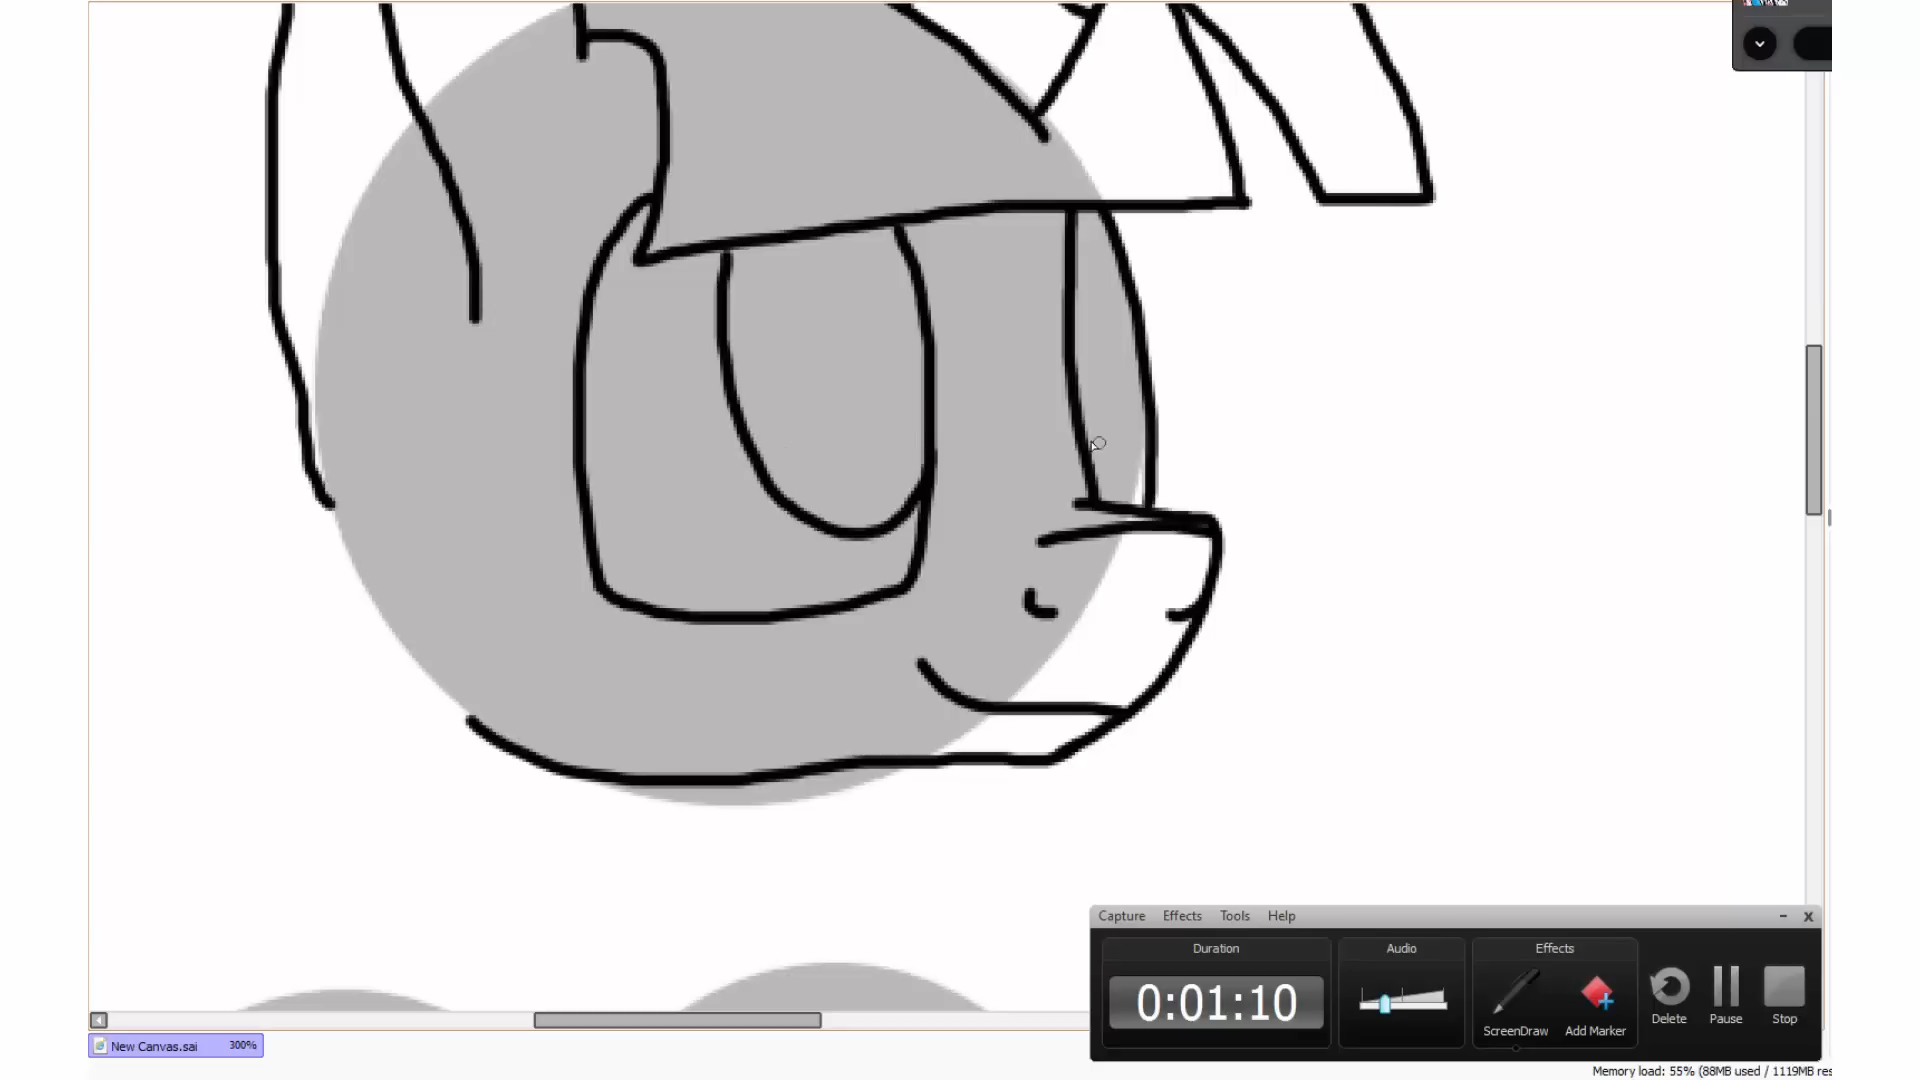 Capture Effects Tools Help
Duration Audio Effects
0:01:10
ScreenDraw Add Marker Delete Pause Stop
New Canvas.sai 300%
Memory load: 55% (88MB used / 1119MB res